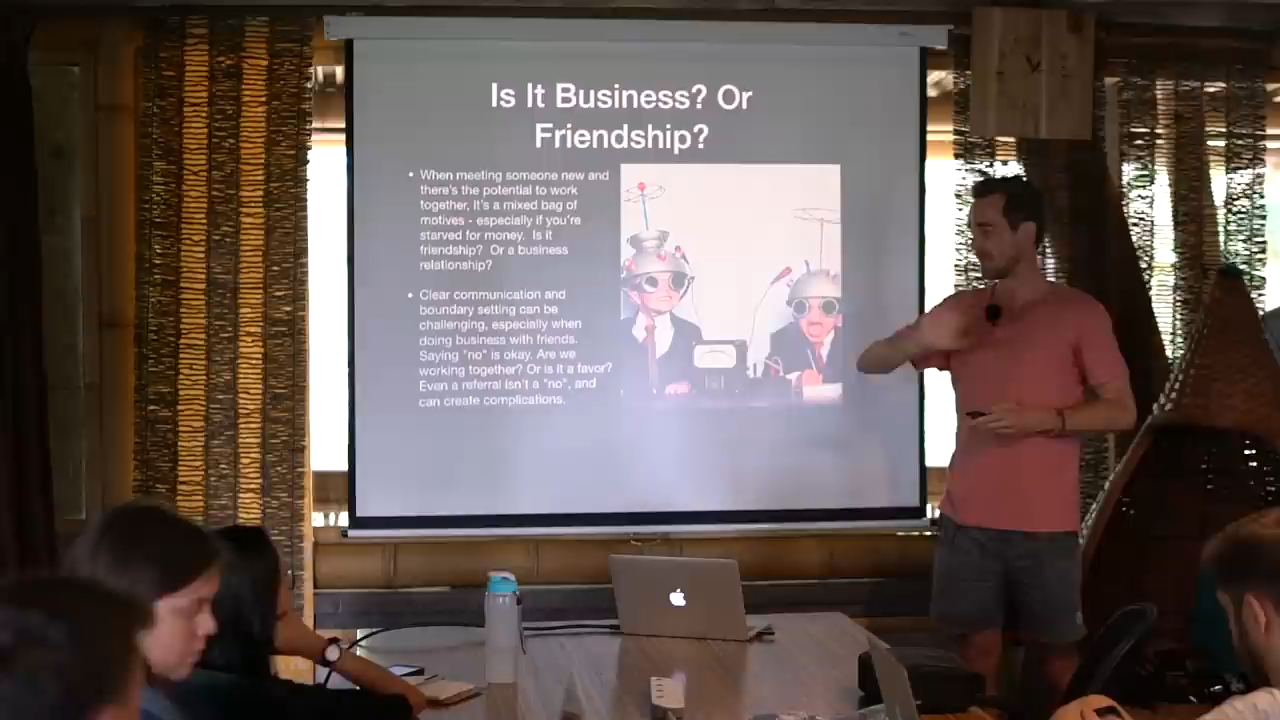 Is It Business? Or
Friendship?
• When meeting someone new and
there's the potential to work
together, It's a mixed bag of
motives - especially if you're
starved for money. Is it
friendship? Or a business
relationship?
• Clear communication and
boundary setting can be
challenging, especially when
doing business with friends.
Saying "no" is okay. Are we
working together? Or is it a favor?
Even a referral isn't a "no", and
can create complications.